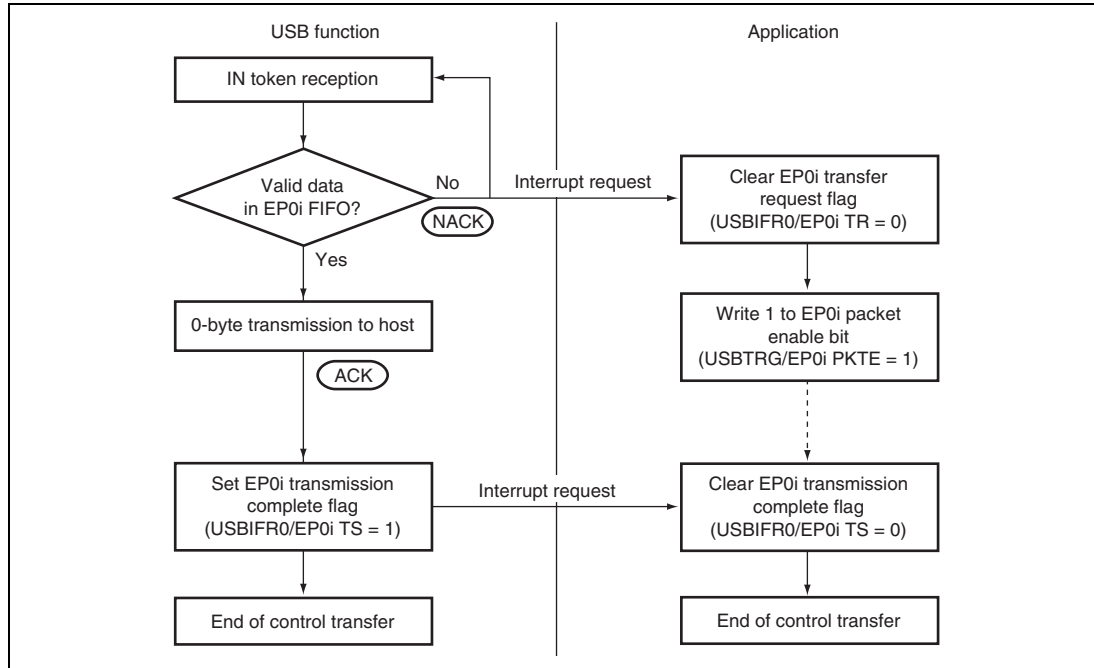 USB function
Application
IN token reception
Valid data
in EP0i FIFO?
No
NACK
Interrupt request
Clear EP0i transfer
request flag
(USBIFR0/EP0i TR = 0)
Yes
0-byte transmission to host
Write 1 to EP0i packet
enable bit
(USBTRG/EP0i PKTE = 1)
ACK
Set EP0i transmission
complete flag
(USBIFR0/EP0i TS = 1)
Interrupt request
Clear EP0i transmission
complete flag
(USBIFR0/EP0i TS = 0)
End of control transfer
End of control transfer